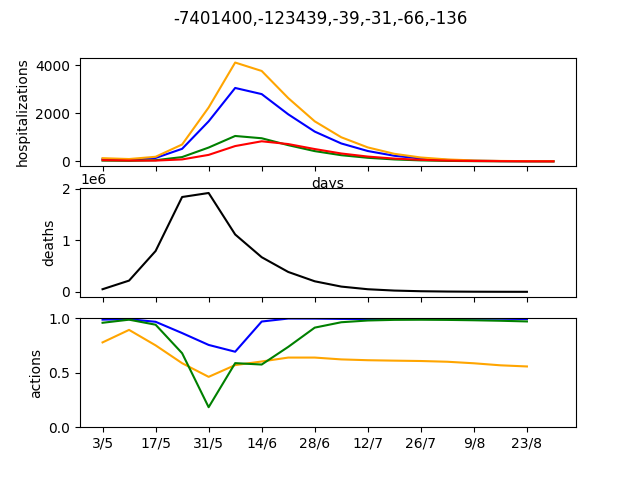 -7401400,-123439,-39,-31,-66,-136
hospitalizations
4000
2000
0
days
1e6
deaths
2
1
0
actions
1.0
0.5
0.0
3/5 17/5 31/5 14/6 28/6 12/7 26/7 9/8 23/8